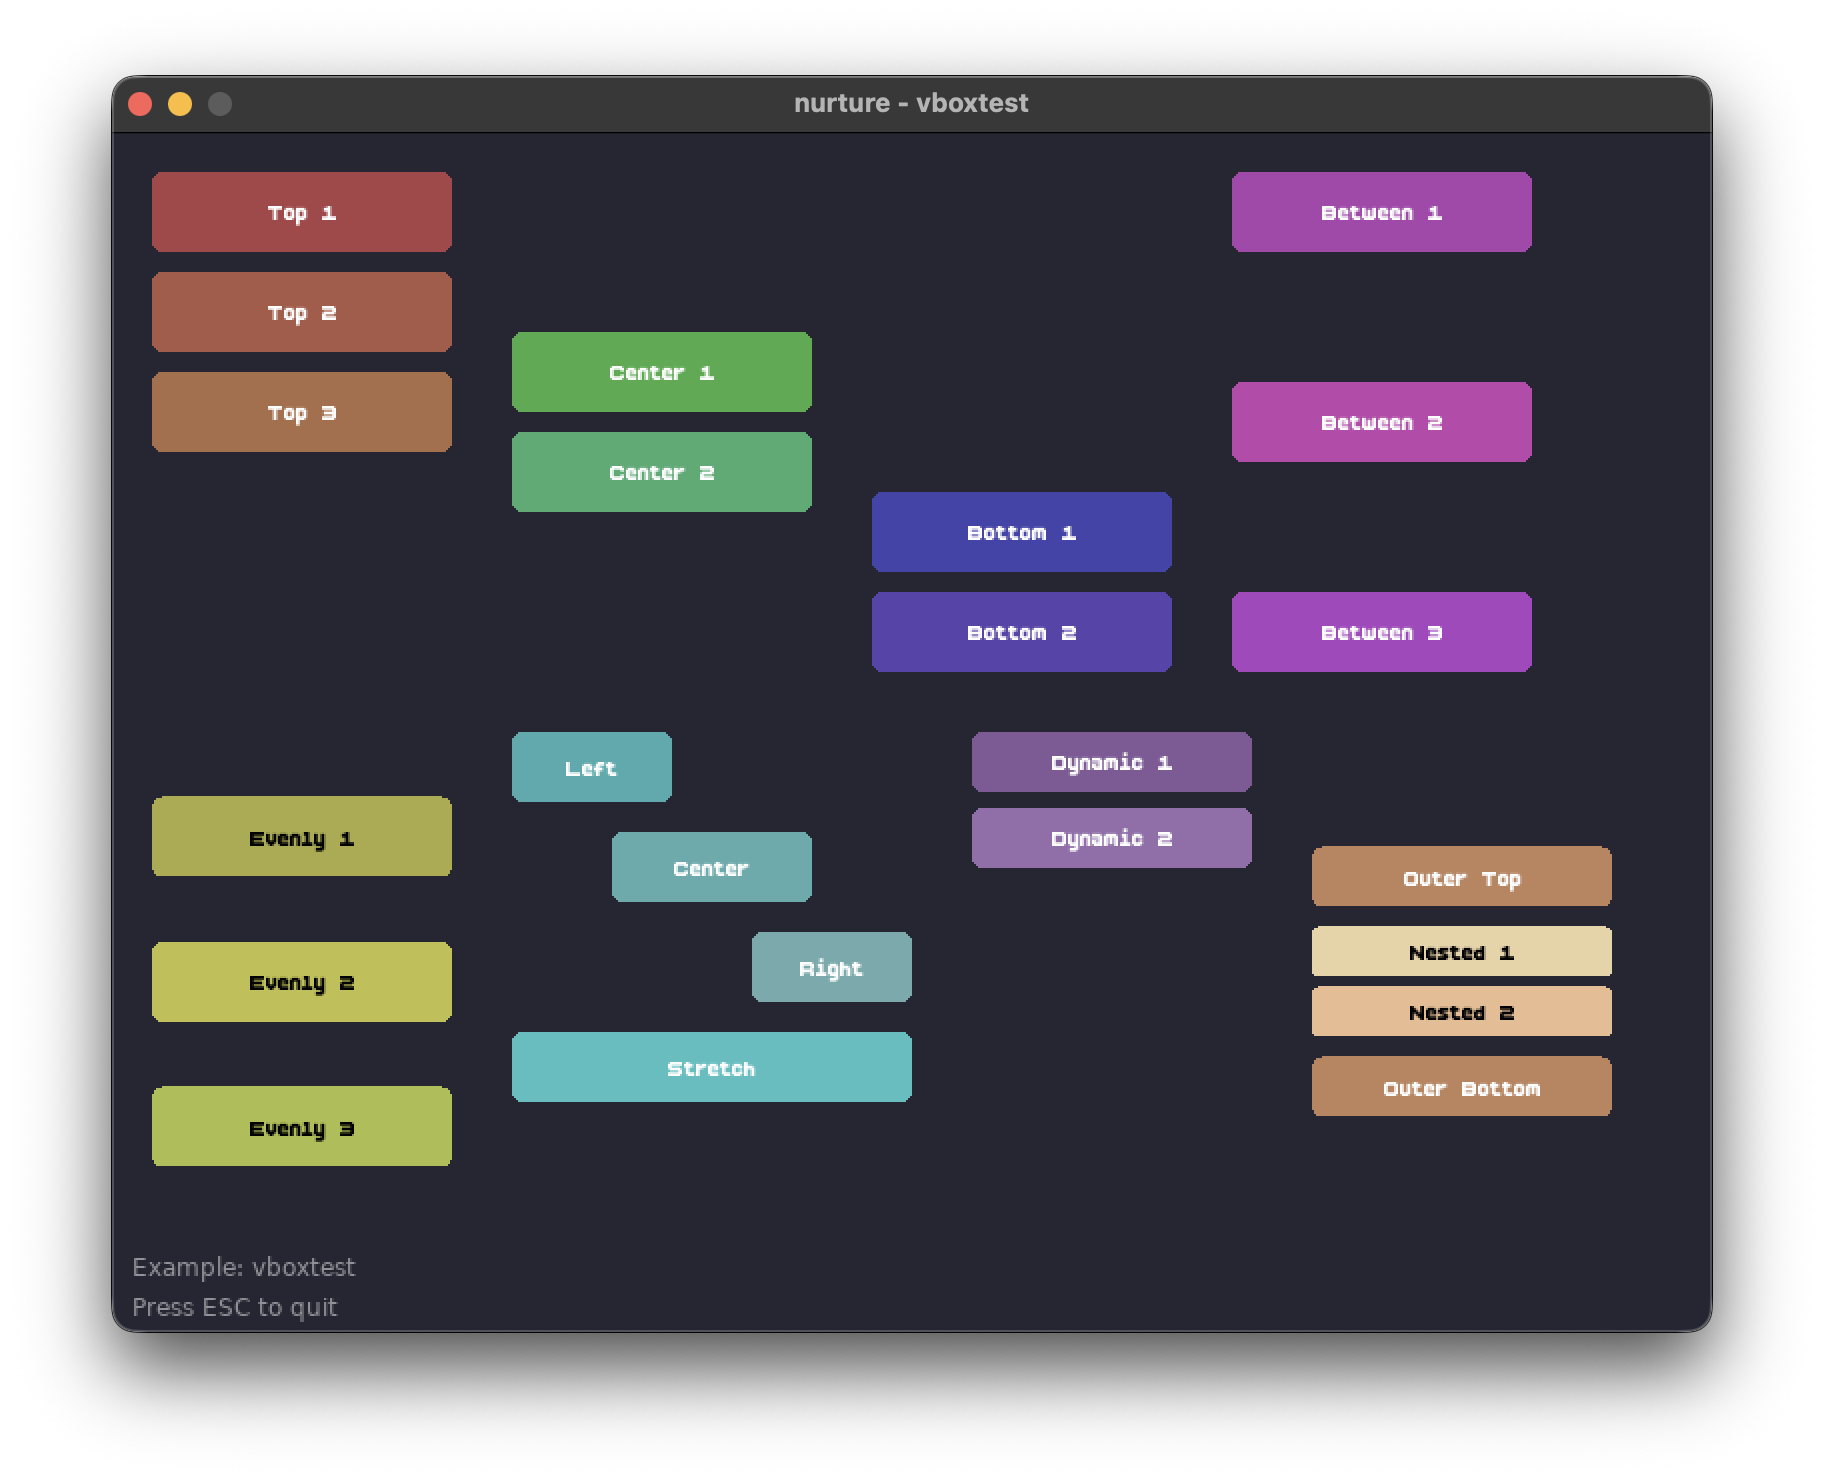 nurture - vboxtest
Top 1
Top 2
Top 3
Center 1
Center 2
Bottom 1
Bottom 2
Between 1
Between 2
Between 3
Evenly 1
Evenly 2
Evenly 3
Left
Center
Right
Stretch
Dynamic 1
Dynamic 2
Outer Top
Nested 1
Nested 2
Outer Bottom
Example: vboxtest
Press ESC to quit